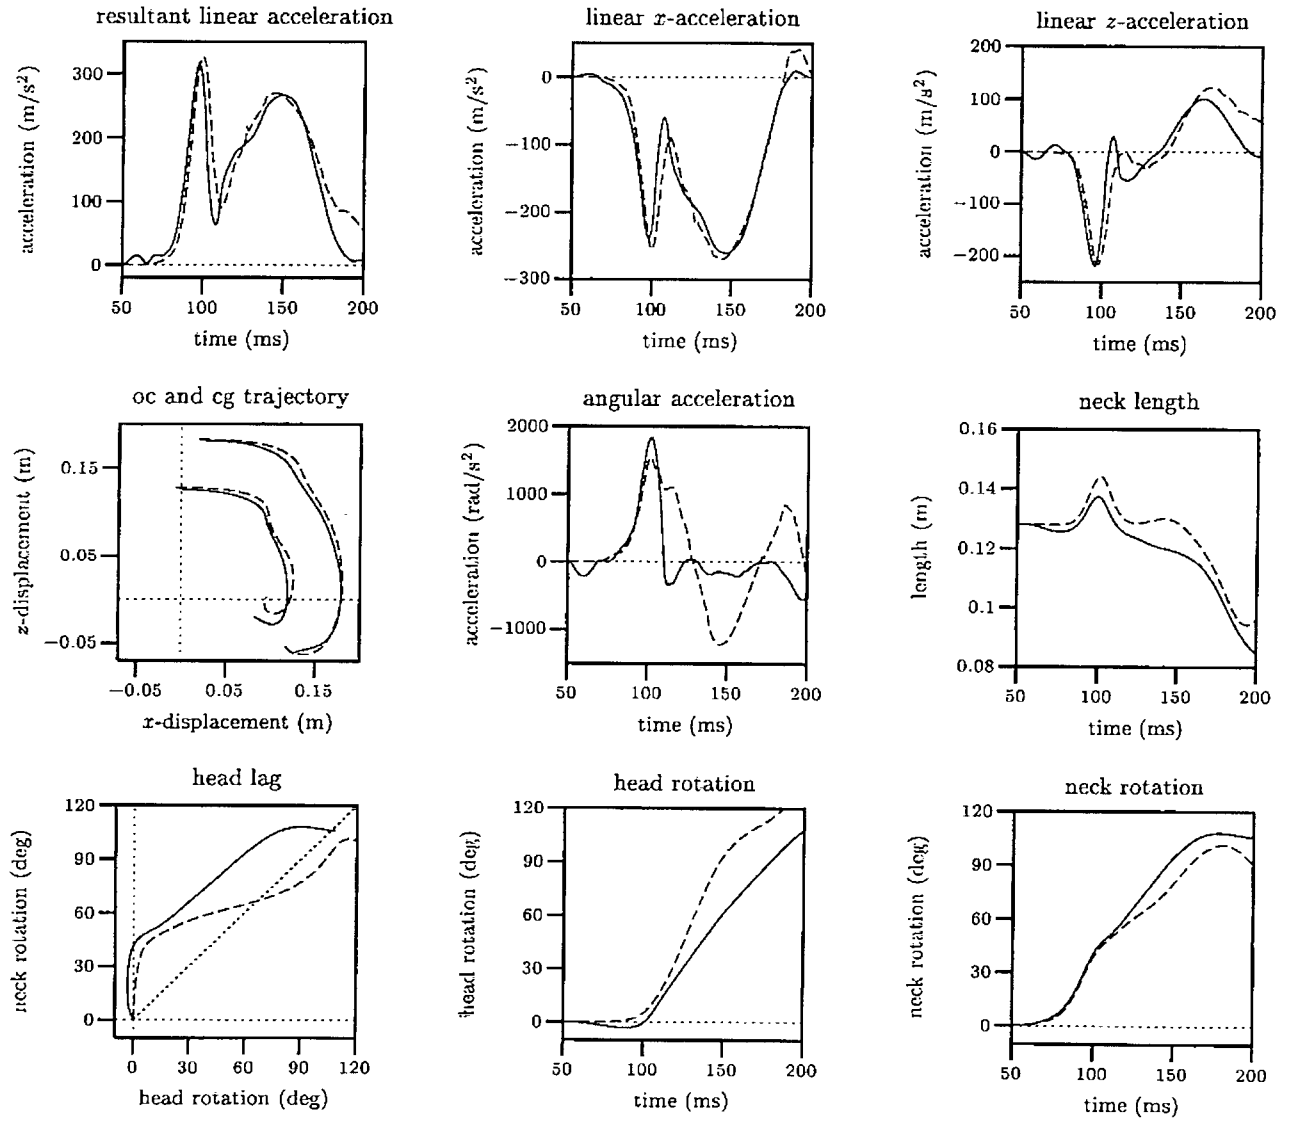 resultant linear acceleration
acceleration (m/s²)
300
200
100
0
50 100 150 200
time (ms)
linear x-acceleration
acceleration (m/s²)
0
−100
−200
−300
50 100 150 200
time (ms)
linear z-acceleration
acceleration (m/s²)
200
100
0
−100
−200
50 100 150 200
time (ms)
oc and cg trajectory
z-displacement (m)
0.15
0.05
−0.05
−0.05 0.05 0.15
x-displacement (m)
angular acceleration
acceleration (rad/s²)
2000
1000
0
−1000
50 100 150 200
time (ms)
neck length
length (m)
0.16
0.14
0.12
0.1
0.08
50 100 150 200
time (ms)
head lag
neck rotation (deg)
120
90
60
30
0
0 30 60 90 120
head rotation (deg)
head rotation
head rotation (deg)
120
90
60
30
0
50 100 150 200
time (ms)
neck rotation
neck rotation (deg)
120
90
60
30
0
50 100 150 200
time (ms)